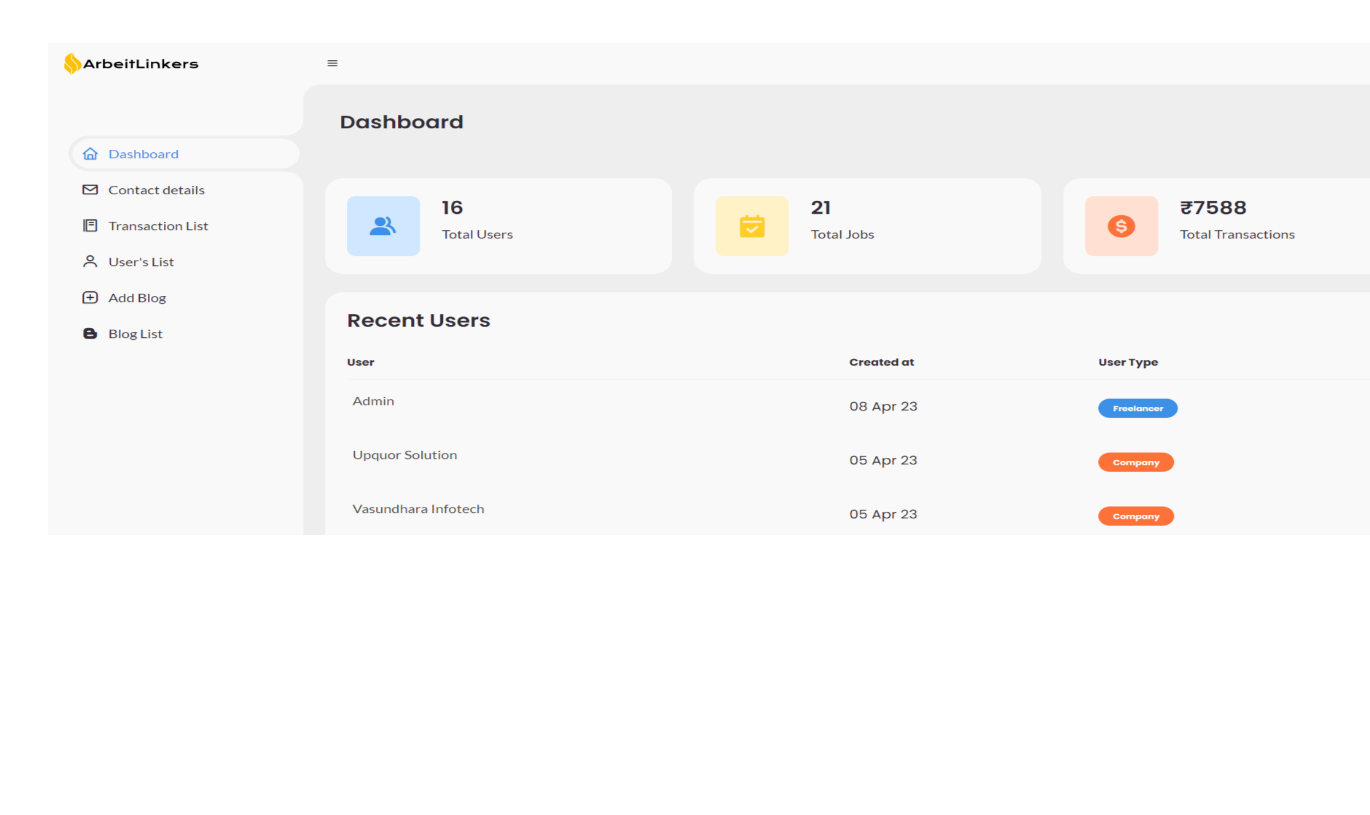 ArbeitLinkers
Dashboard
Dashboard
Contact details
Transaction List
User's List
Add Blog
Blog List
16
Total Users
21
Total Jobs
₹7588
Total Transactions
Recent Users
User Created at User Type
Admin 08 Apr 23 Freelancer
Upquor Solution 05 Apr 23 Company
Vasundhara Infotech 05 Apr 23 Company